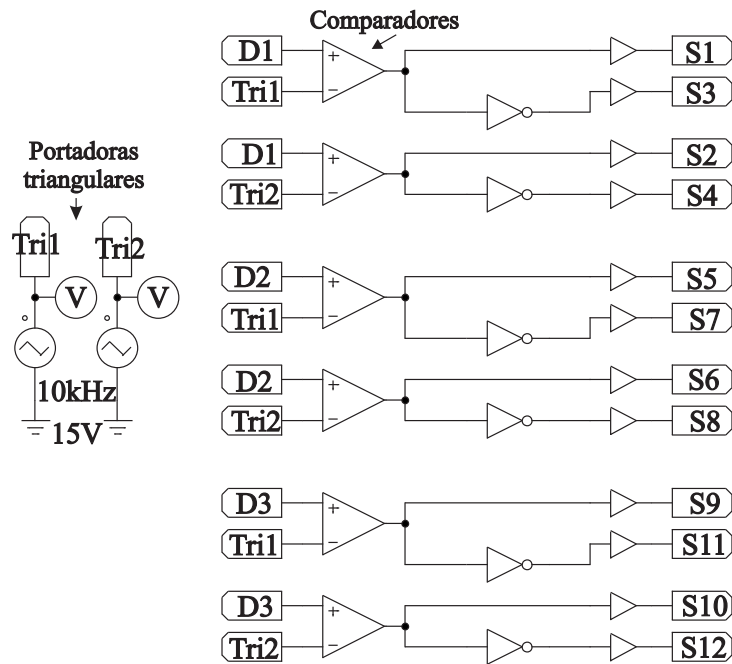 Comparadores
D1
+
S1
Tri1
−
S3
D1
+
S2
Tri2
−
S4
Portadoras
triangulares
Tri1
Tri2
V
V
10kHz
15V
D2
+
S5
Tri1
−
S7
D2
+
S6
Tri2
−
S8
D3
+
S9
Tri1
−
S11
D3
+
S10
Tri2
−
S12